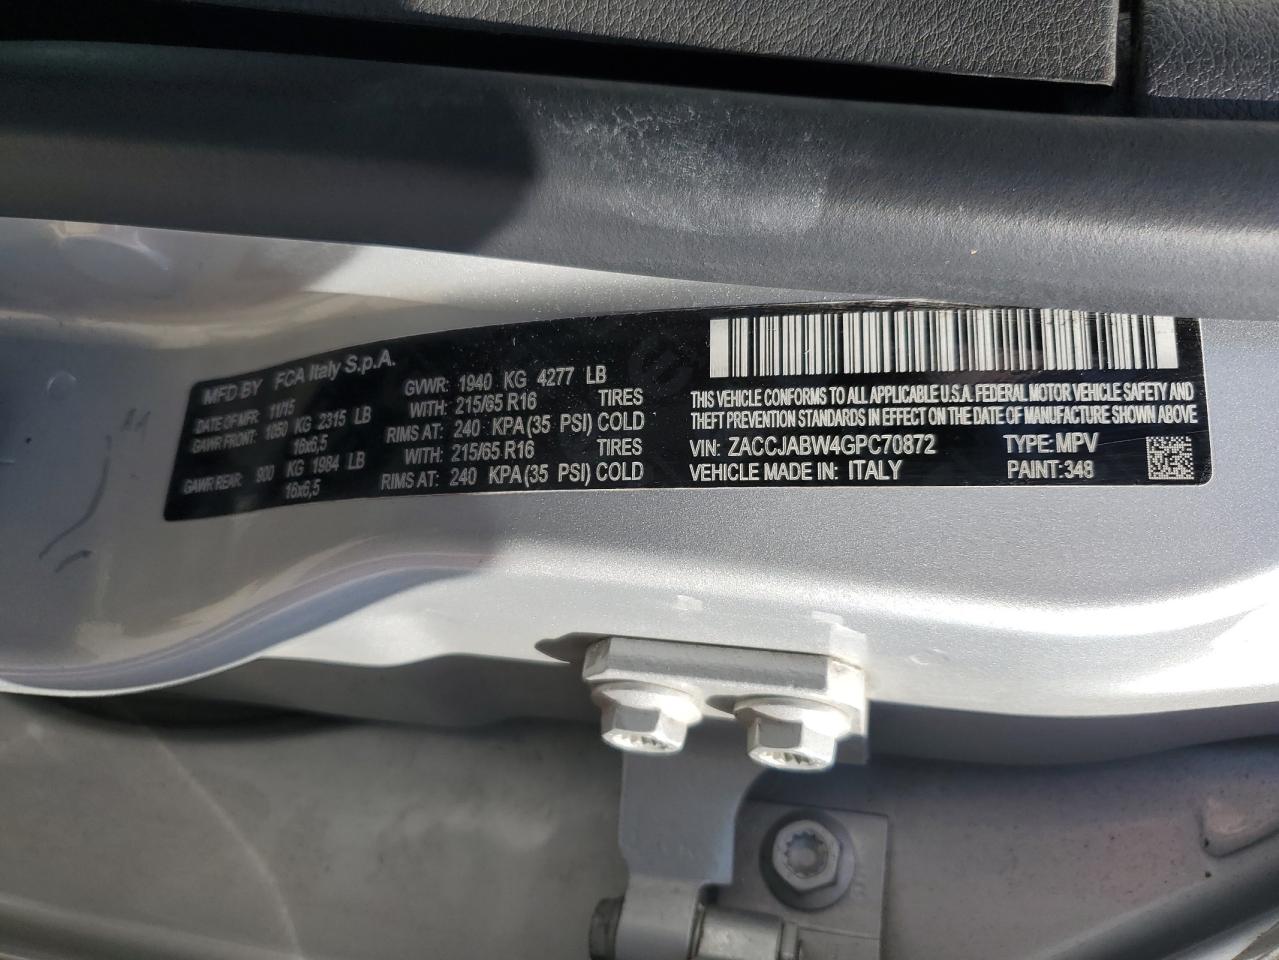 MFD BY FCA Italy S.p.A.
DATE OF MFR: 11/15 GVWR: 1940 KG 4277 LB
GAWR FRONT: 1050 KG 2315 LB WITH: 215/65 R16 TIRES
16x6,5 RIMS AT: 240 KPA(35 PSI) COLD
GAWR REAR: 900 KG 1984 LB WITH: 215/65 R16 TIRES
16x6,5 RIMS AT: 240 KPA(35 PSI) COLD
THIS VEHICLE CONFORMS TO ALL APPLICABLE U.S.A. FEDERAL MOTOR VEHICLE SAFETY AND
THEFT PREVENTION STANDARDS IN EFFECT ON THE DATE OF MANUFACTURE SHOWN ABOVE
VIN: ZACCJABW4GPC70872 TYPE: MPV
VEHICLE MADE IN: ITALY PAINT:348